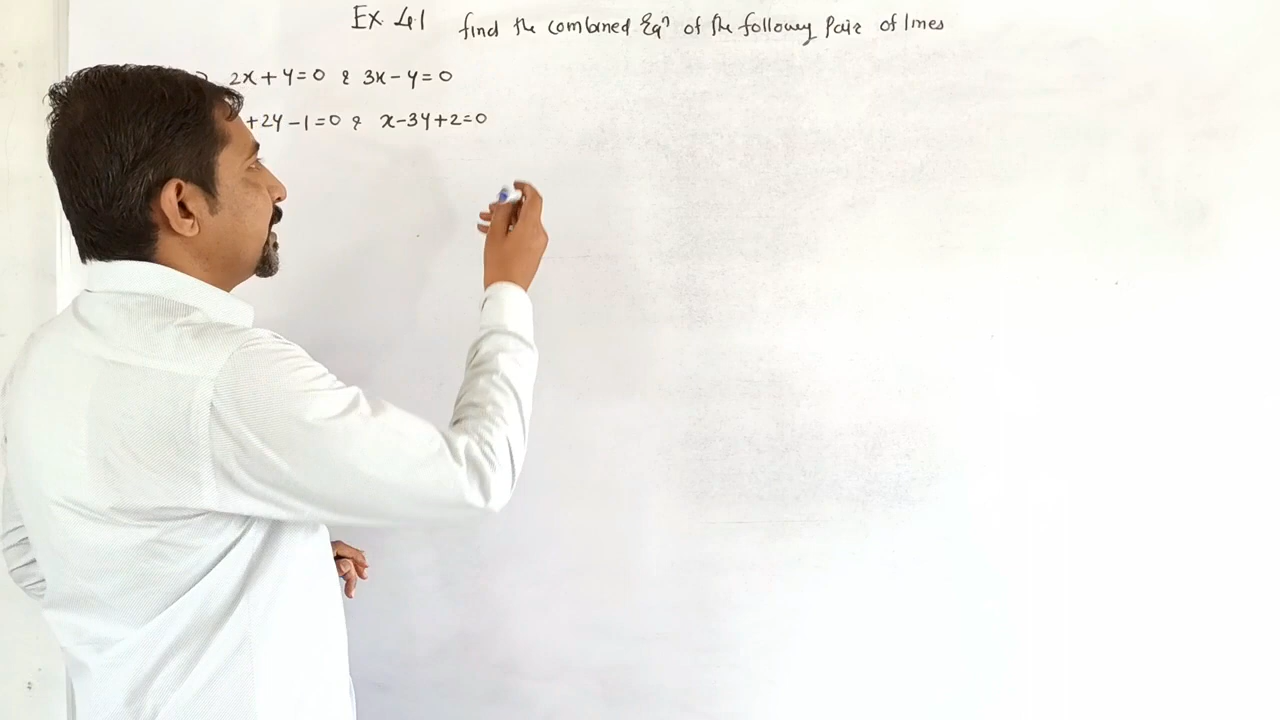 Ex 4.1 find the combined Eqⁿ of the followng Pair of lines
2x + y = 0 & 3x - y = 0
+ 2y - 1 = 0 & x - 3y + 2 = 0